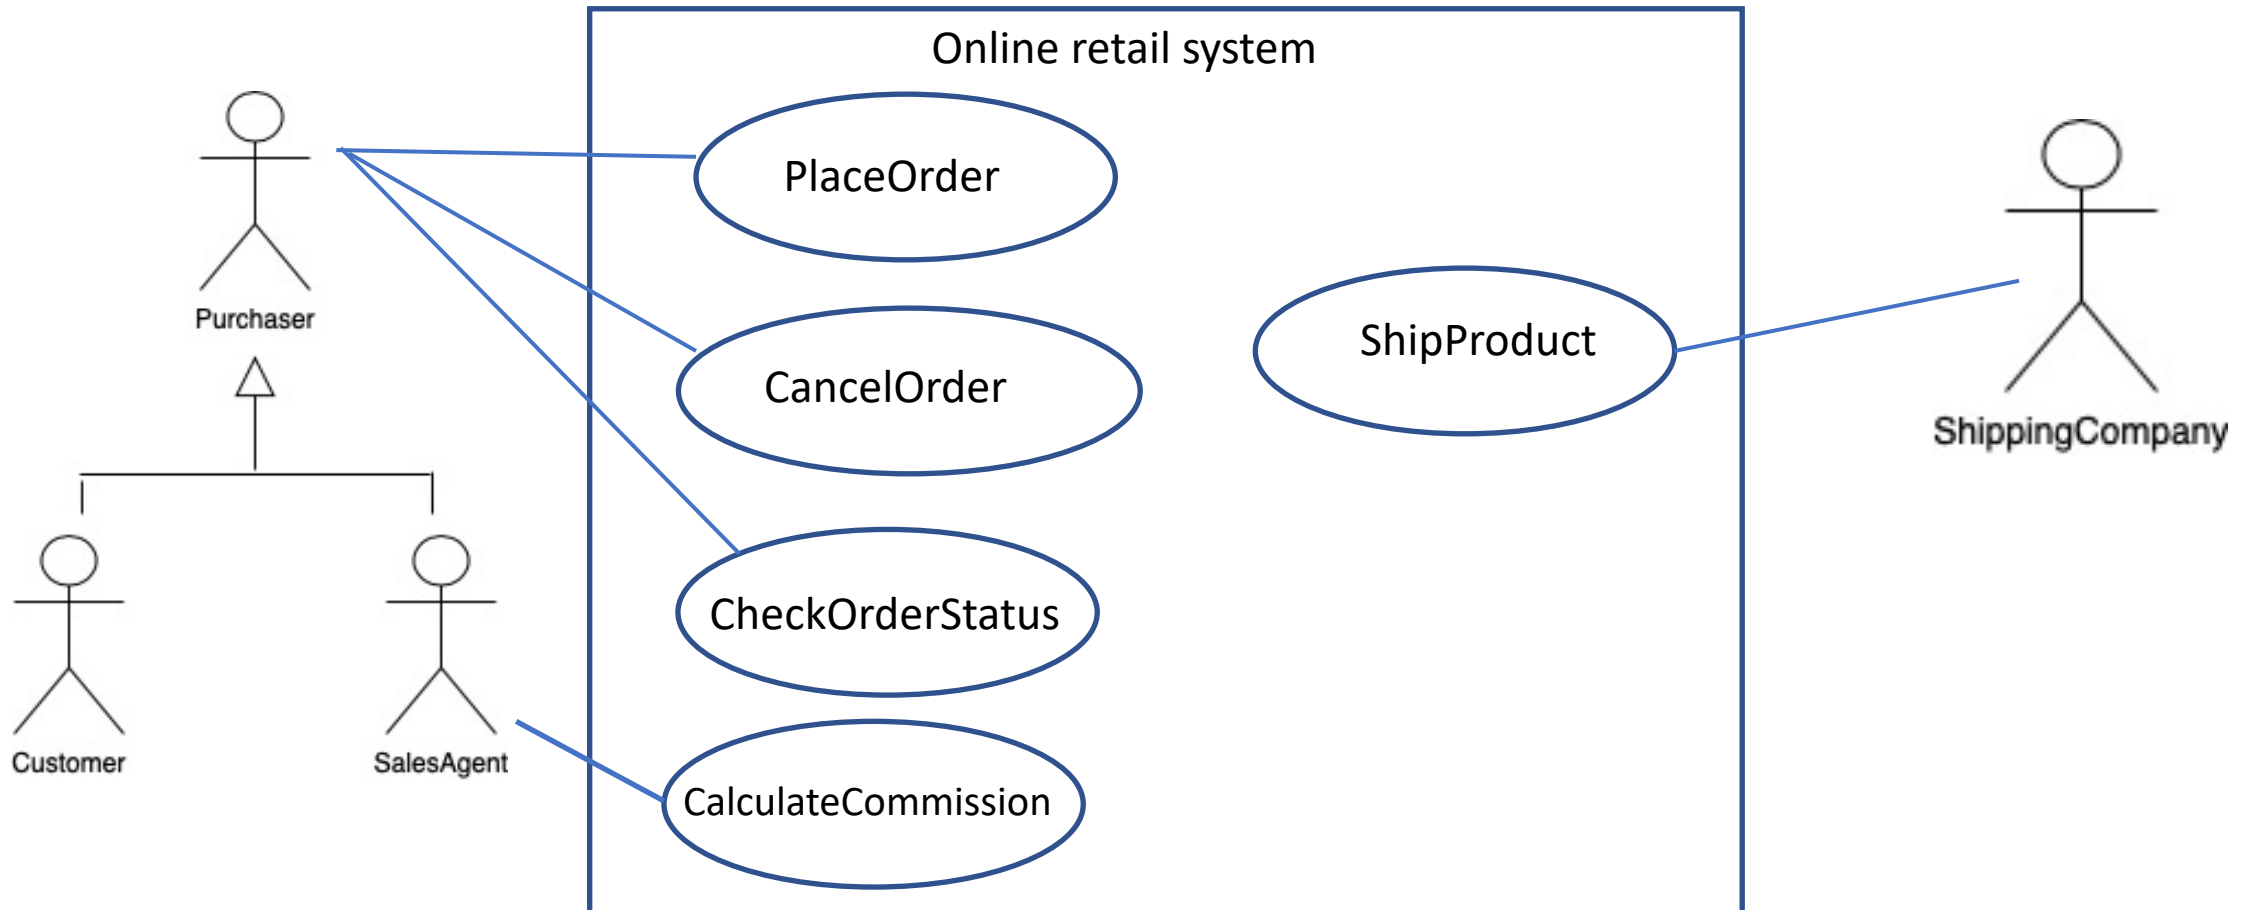 Online retail system
PlaceOrder
Purchaser
CancelOrder
ShipProduct
ShippingCompany
CheckOrderStatus
Customer
SalesAgent
CalculateCommission